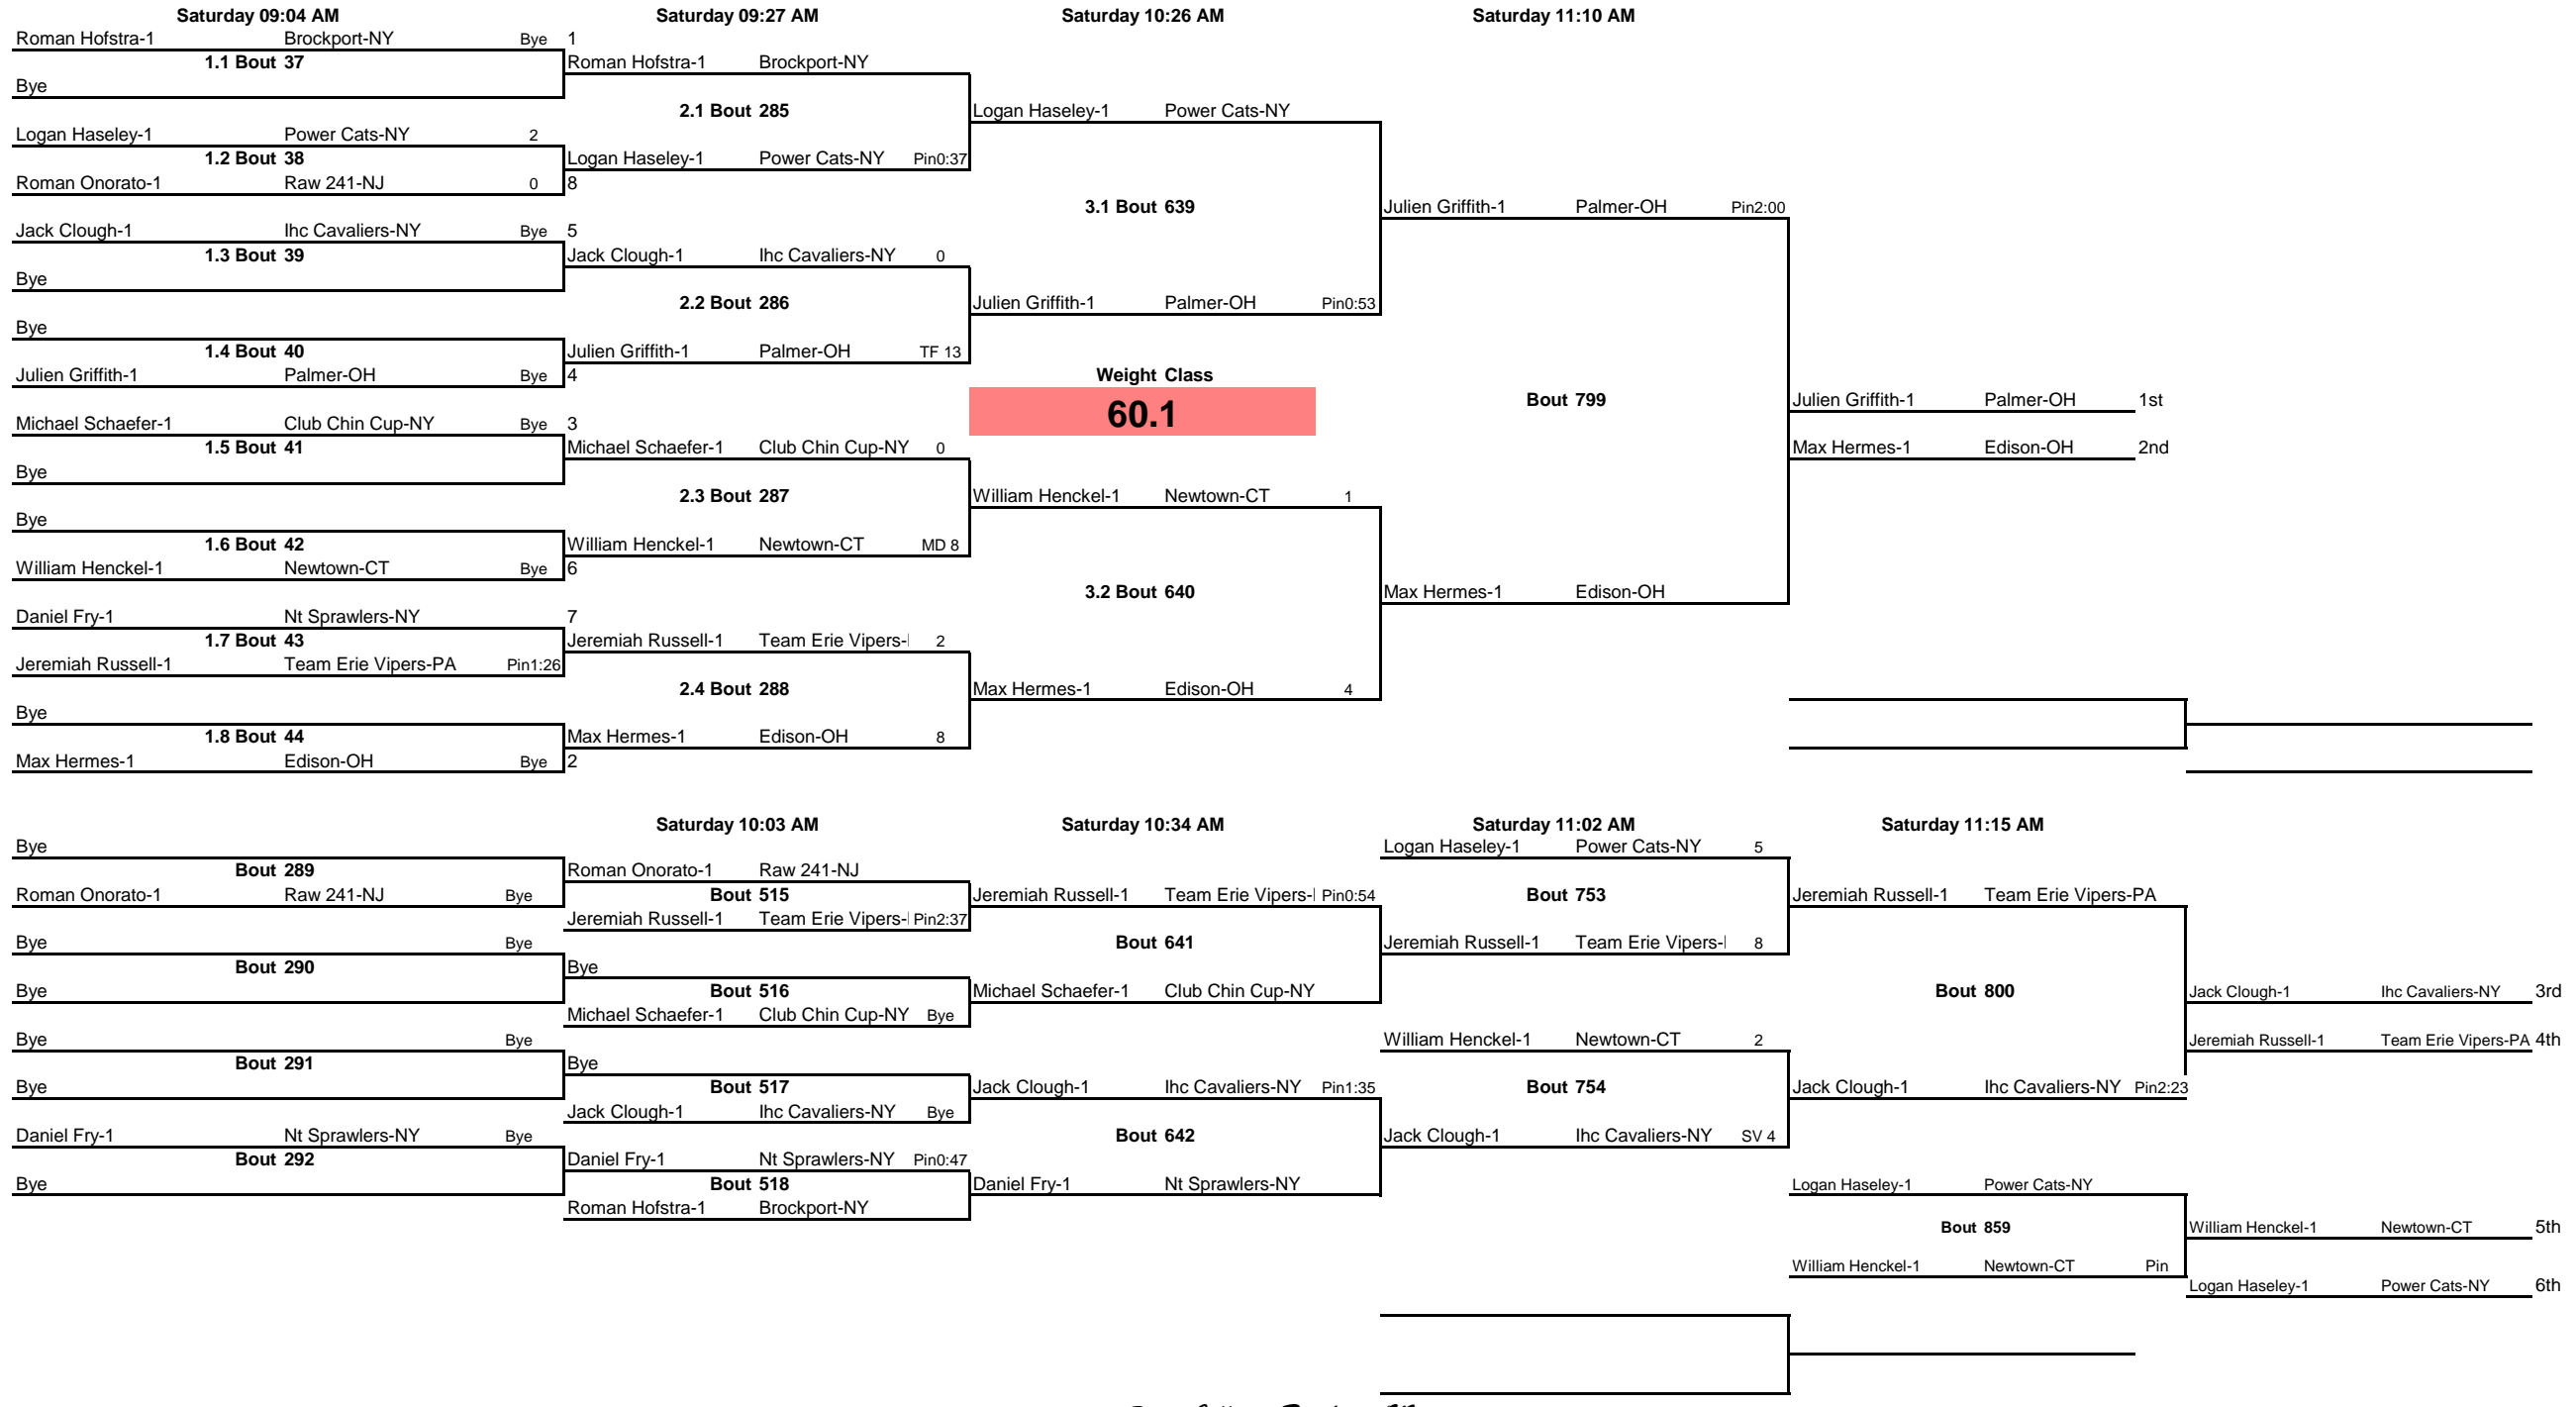 Saturday 09:04 AM Saturday 09:27 AM Saturday 10:26 AM Saturday 11:10 AM
Roman Hofstra-1 Brockport-NY Bye 1
1.1 Bout 37 Roman Hofstra-1 Brockport-NY
Bye
2.1 Bout 285 Logan Haseley-1 Power Cats-NY
Logan Haseley-1 Power Cats-NY 2
1.2 Bout 38 Logan Haseley-1 Power Cats-NY Pin0:37
Roman Onorato-1 Raw 241-NJ 0 8
3.1 Bout 639 Julien Griffith-1 Palmer-OH Pin2:00
Jack Clough-1 Ihc Cavaliers-NY Bye 5
1.3 Bout 39 Jack Clough-1 Ihc Cavaliers-NY 0
Bye
2.2 Bout 286 Julien Griffith-1 Palmer-OH Pin0:53
Bye
1.4 Bout 40 Julien Griffith-1 Palmer-OH TF 13
Julien Griffith-1 Palmer-OH Bye 4 Weight Class
60.1 Bout 799 Julien Griffith-1 Palmer-OH 1st
Michael Schaefer-1 Club Chin Cup-NY Bye 3
1.5 Bout 41 Michael Schaefer-1 Club Chin Cup-NY 0 Max Hermes-1 Edison-OH 2nd
Bye
2.3 Bout 287 William Henckel-1 Newtown-CT 1
Bye
1.6 Bout 42 William Henckel-1 Newtown-CT MD 8
William Henckel-1 Newtown-CT Bye 6
3.2 Bout 640 Max Hermes-1 Edison-OH
Daniel Fry-1 Nt Sprawlers-NY 7
1.7 Bout 43 Jeremiah Russell-1 Team Erie Vipers- 2
Jeremiah Russell-1 Team Erie Vipers-PA Pin1:26
2.4 Bout 288 Max Hermes-1 Edison-OH 4
Bye
1.8 Bout 44 Max Hermes-1 Edison-OH 8
Max Hermes-1 Edison-OH Bye 2
Saturday 10:03 AM Saturday 10:34 AM Saturday 11:02 AM Saturday 11:15 AM
Bye Logan Haseley-1 Power Cats-NY 5
Bout 289 Roman Onorato-1 Raw 241-NJ
Roman Onorato-1 Raw 241-NJ Bye Bout 515 Jeremiah Russell-1 Team Erie Vipers- Pin0:54 Bout 753 Jeremiah Russell-1 Team Erie Vipers-PA
Jeremiah Russell-1 Team Erie Vipers- Pin2:37
Bye Bye Bout 641 Jeremiah Russell-1 Team Erie Vipers- 8
Bout 290 Bye
Bye Bout 516 Michael Schaefer-1 Club Chin Cup-NY Bout 800 Jack Clough-1 Ihc Cavaliers-NY 3rd
Michael Schaefer-1 Club Chin Cup-NY Bye
Bye Bye William Henckel-1 Newtown-CT 2 Jeremiah Russell-1 Team Erie Vipers-PA 4th
Bout 291 Bye
Bye Bout 517 Jack Clough-1 Ihc Cavaliers-NY Pin1:35 Bout 754 Jack Clough-1 Ihc Cavaliers-NY Pin2:23
Jack Clough-1 Ihc Cavaliers-NY Bye
Daniel Fry-1 Nt Sprawlers-NY Bye Bout 642 Jack Clough-1 Ihc Cavaliers-NY SV 4
Bout 292 Daniel Fry-1 Nt Sprawlers-NY Pin0:47
Bye Bout 518 Daniel Fry-1 Nt Sprawlers-NY Logan Haseley-1 Power Cats-NY
Roman Hofstra-1 Brockport-NY
Bout 859 William Henckel-1 Newtown-CT 5th
William Henckel-1 Newtown-CT Pin
Logan Haseley-1 Power Cats-NY 6th